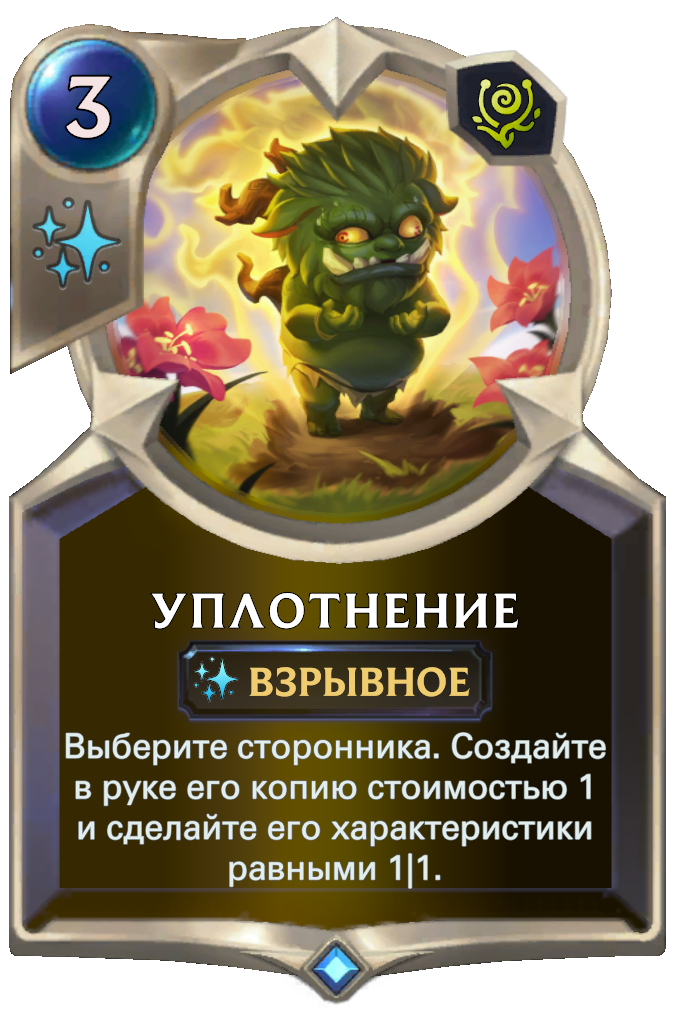 3
УПЛОТНЕНИЕ
ВЗРЫВНОЕ
Выберите сторонника. Создайте
в руке его копию стоимостью 1
и сделайте его характеристики
равными 1|1.